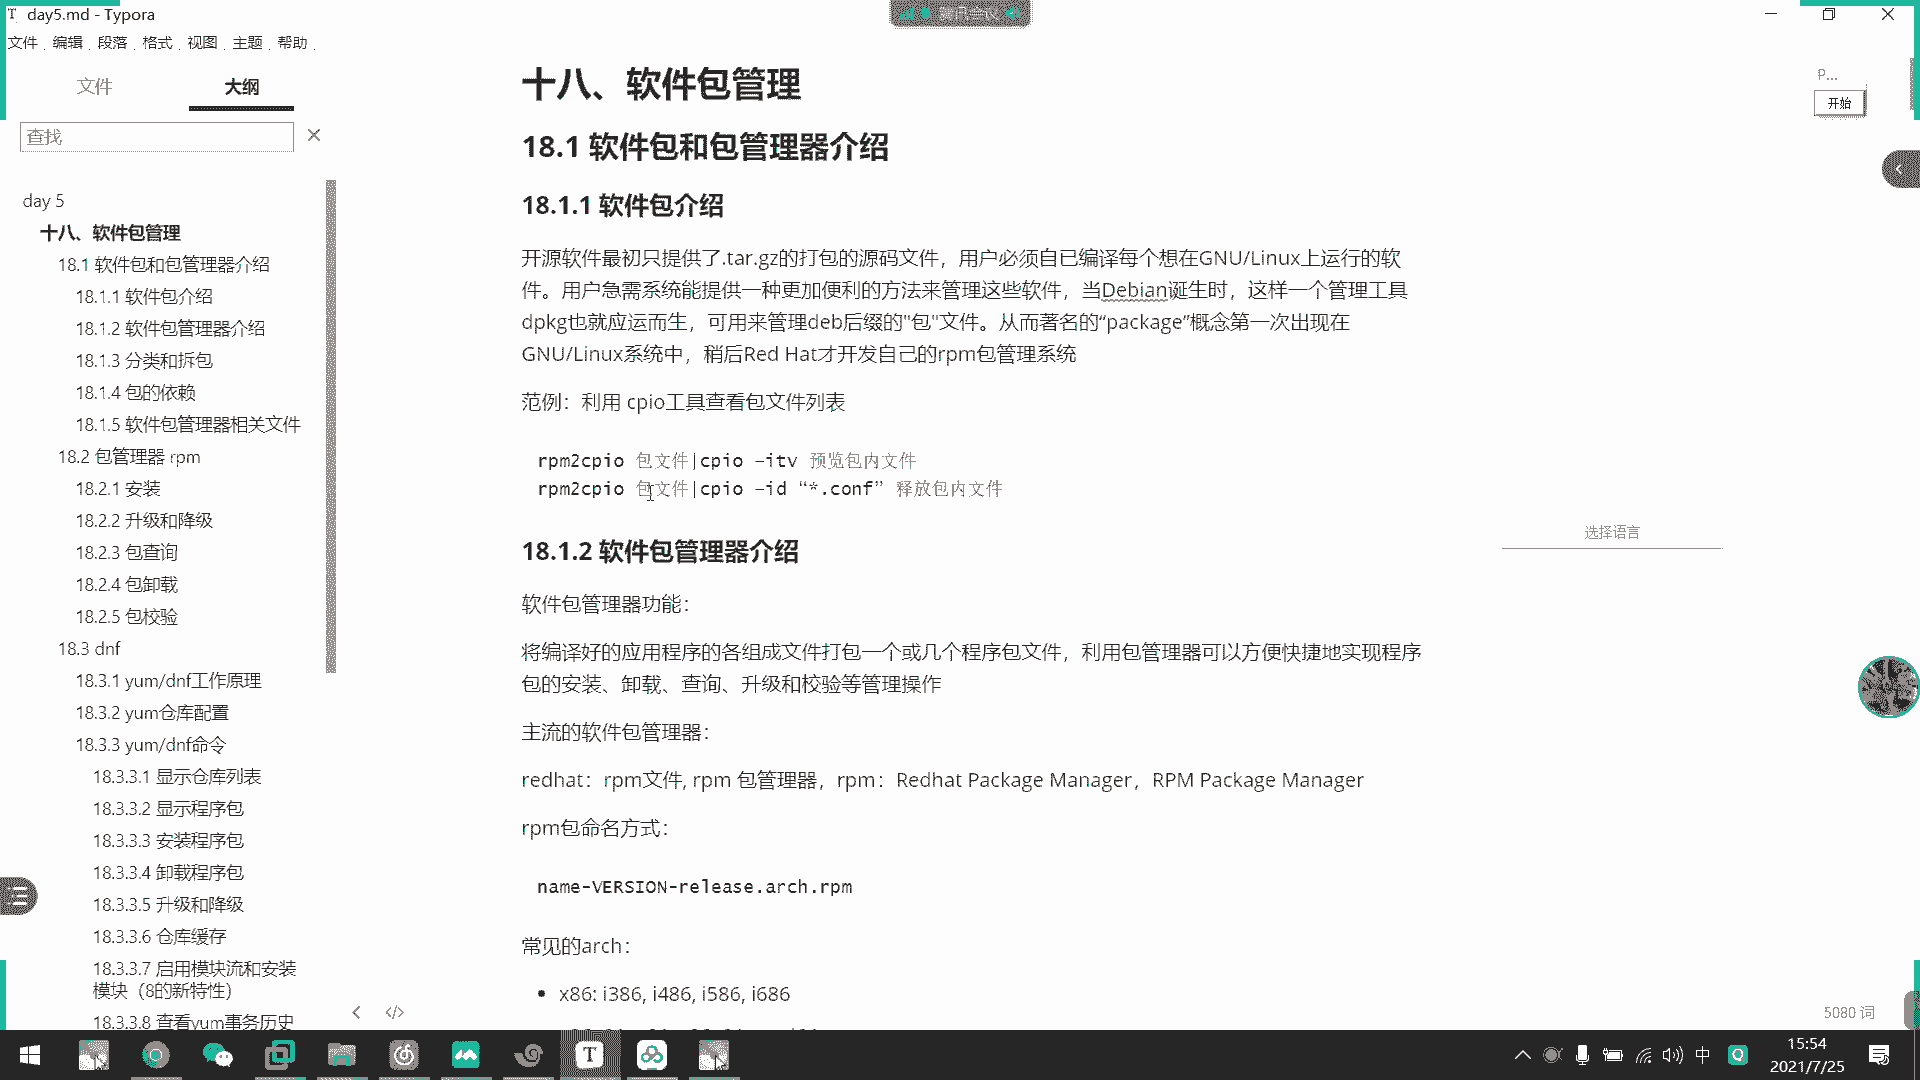 day5.md - Typora
腾讯会议
文件 编辑 段落 格式 视图 主题 帮助
文件 大纲
查找
day 5
十八、软件包管理
18.1 软件包和包管理器介绍
18.1.1 软件包介绍
18.1.2 软件包管理器介绍
18.1.3 分类和拆包
18.1.4 包的依赖
18.1.5 软件包管理器相关文件
18.2 包管理器 rpm
18.2.1 安装
18.2.2 升级和降级
18.2.3 包查询
18.2.4 包卸载
18.2.5 包校验
18.3 dnf
18.3.1 yum/dnf工作原理
18.3.2 yum仓库配置
18.3.3 yum/dnf命令
18.3.3.1 显示仓库列表
18.3.3.2 显示程序包
18.3.3.3 安装程序包
18.3.3.4 卸载程序包
18.3.3.5 升级和降级
18.3.3.6 仓库缓存
18.3.3.7 启用模块流和安装
模块（8的新特性）
18.3.3.8 查看yum事务历史
十八、软件包管理
18.1 软件包和包管理器介绍
18.1.1 软件包介绍
开源软件最初只提供了.tar.gz的打包的源码文件，用户必须自已编译每个想在GNU/Linux上运行的软
件。用户急需系统能提供一种更加便利的方法来管理这些软件，当Debian诞生时，这样一个管理工具
dpkg也就应运而生，可用来管理deb后缀的"包"文件。从而著名的“package”概念第一次出现在
GNU/Linux系统中，稍后Red Hat才开发自己的rpm包管理系统
范例：利用 cpio工具查看包文件列表
rpm2cpio 包文件|cpio –itv 预览包内文件
rpm2cpio 包文件|cpio –id “*.conf” 释放包内文件
18.1.2 软件包管理器介绍
软件包管理器功能：
将编译好的应用程序的各组成文件打包一个或几个程序包文件，利用包管理器可以方便快捷地实现程序
包的安装、卸载、查询、升级和校验等管理操作
主流的软件包管理器：
redhat：rpm文件, rpm 包管理器，rpm：Redhat Package Manager，RPM Package Manager
rpm包命名方式：
name-VERSION-release.arch.rpm
常见的arch：
x86: i386, i486, i586, i686
P...
开始
选择语言
5080 词
中
15:54
2021/7/25